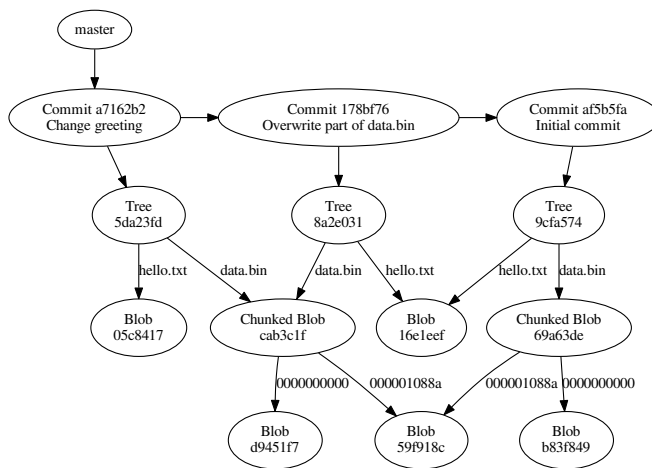 master
Commit a7162b2
Change greeting
Commit 178bf76
Overwrite part of data.bin
Commit af5b5fa
Initial commit
Tree
5da23fd
Tree
8a2e031
Tree
9cfa574
hello.txt
data.bin
data.bin
hello.txt
hello.txt
data.bin
Blob
05c8417
Chunked Blob
cab3c1f
Blob
16e1eef
Chunked Blob
69a63de
0000000000
000001088a
000001088a
0000000000
Blob
d9451f7
Blob
59f918c
Blob
b83f849